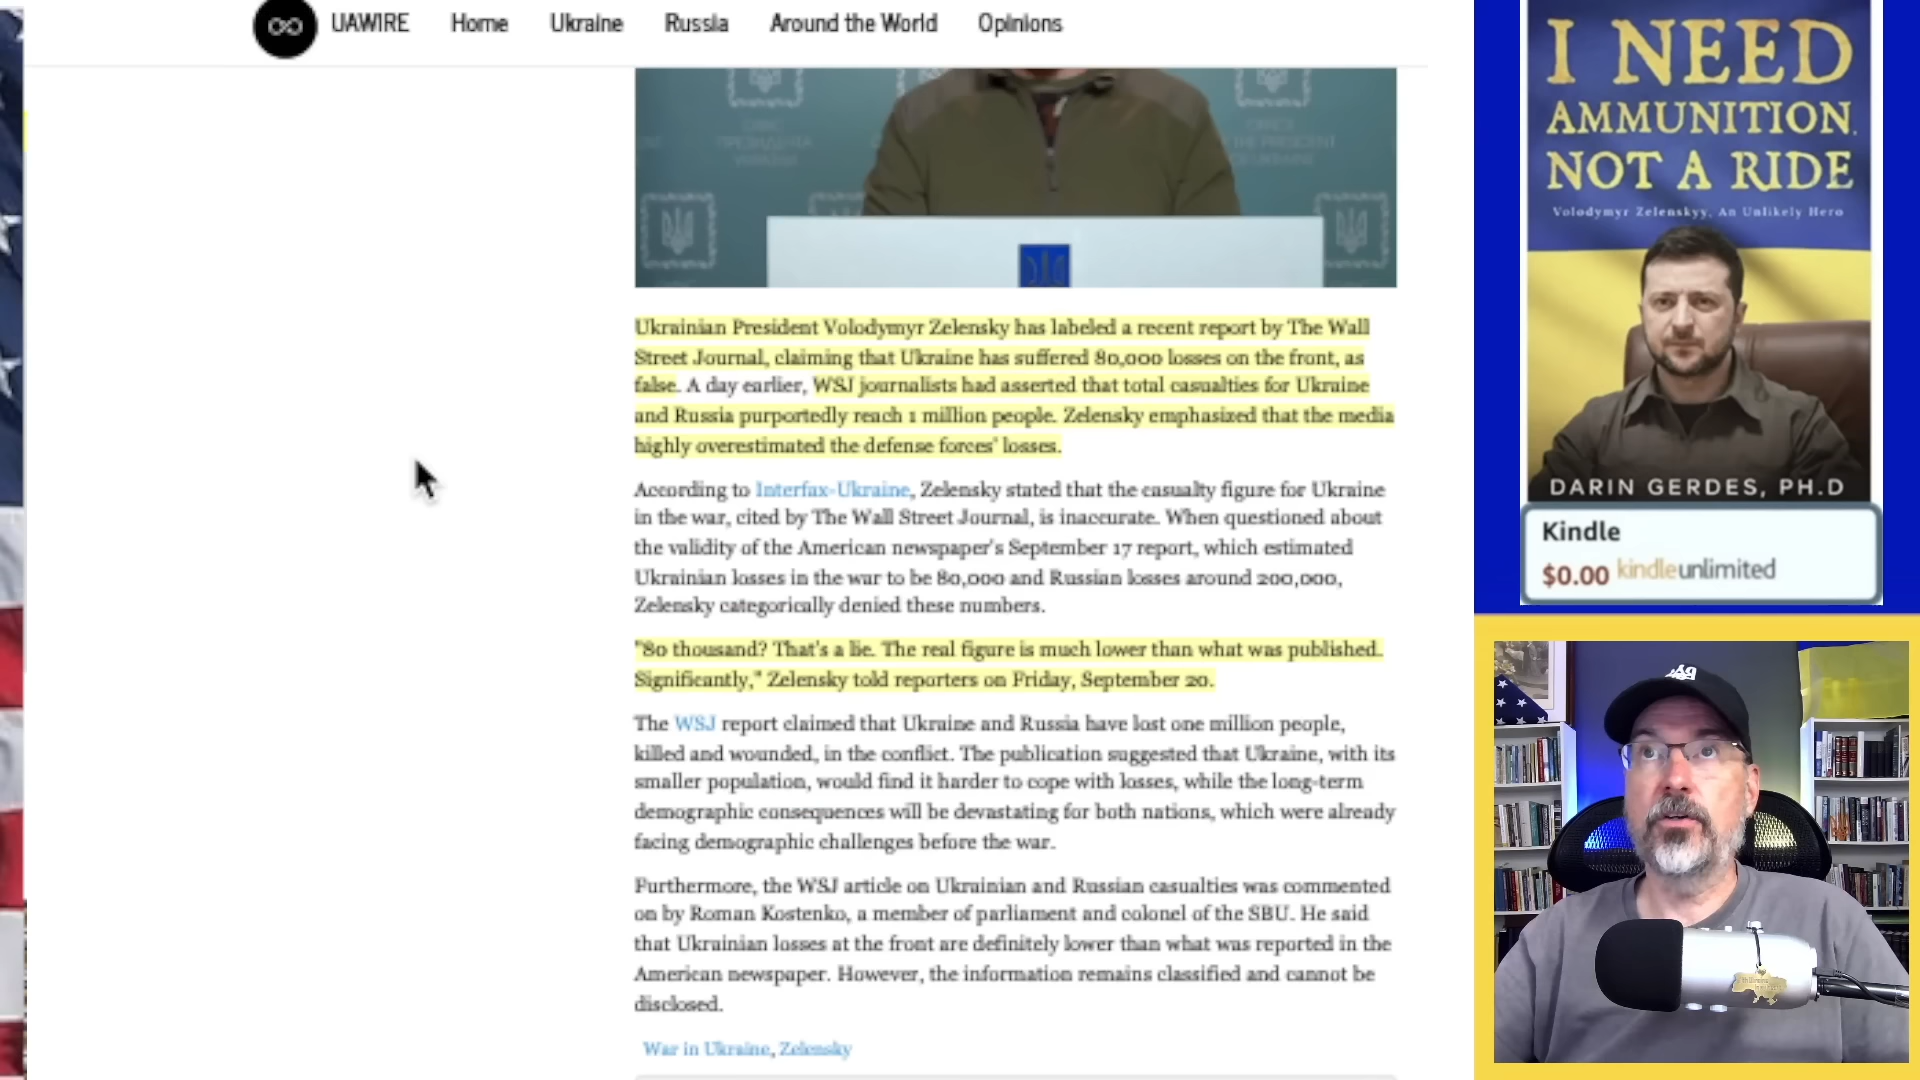 UAWIRE Home Ukraine Russia Around the World Opinions
Ukrainian President Volodymyr Zelensky has labeled a recent report by The Wall
Street Journal, claiming that Ukraine has suffered 80,000 losses on the front, as
false. A day earlier, WSJ journalists had asserted that total casualties for Ukraine
and Russia purportedly reach 1 million people. Zelensky emphasized that the media
highly overestimated the defense forces' losses.
According to Interfax-Ukraine, Zelensky stated that the casualty figure for Ukraine
in the war, cited by The Wall Street Journal, is inaccurate. When questioned about
the validity of the American newspaper's September 17 report, which estimated
Ukrainian losses in the war to be 80,000 and Russian losses around 200,000,
Zelensky categorically denied these numbers.
"80 thousand? That's a lie. The real figure is much lower than what was published.
Significantly," Zelensky told reporters on Friday, September 20.
The WSJ report claimed that Ukraine and Russia have lost one million people,
killed and wounded, in the conflict. The publication suggested that Ukraine, with its
smaller population, would find it harder to cope with losses, while the long-term
demographic consequences will be devastating for both nations, which were already
facing demographic challenges before the war.
Furthermore, the WSJ article on Ukrainian and Russian casualties was commented
on by Roman Kostenko, a member of parliament and colonel of the SBU. He said
that Ukrainian losses at the front are definitely lower than what was reported in the
American newspaper. However, the information remains classified and cannot be
disclosed.
War in Ukraine, Zelensky
I NEED
AMMUNITION,
NOT A RIDE
Volodymyr Zelenskyy, An Unlikely Hero
DARIN GERDES, PH.D
Kindle
$0.00 kindleunlimited